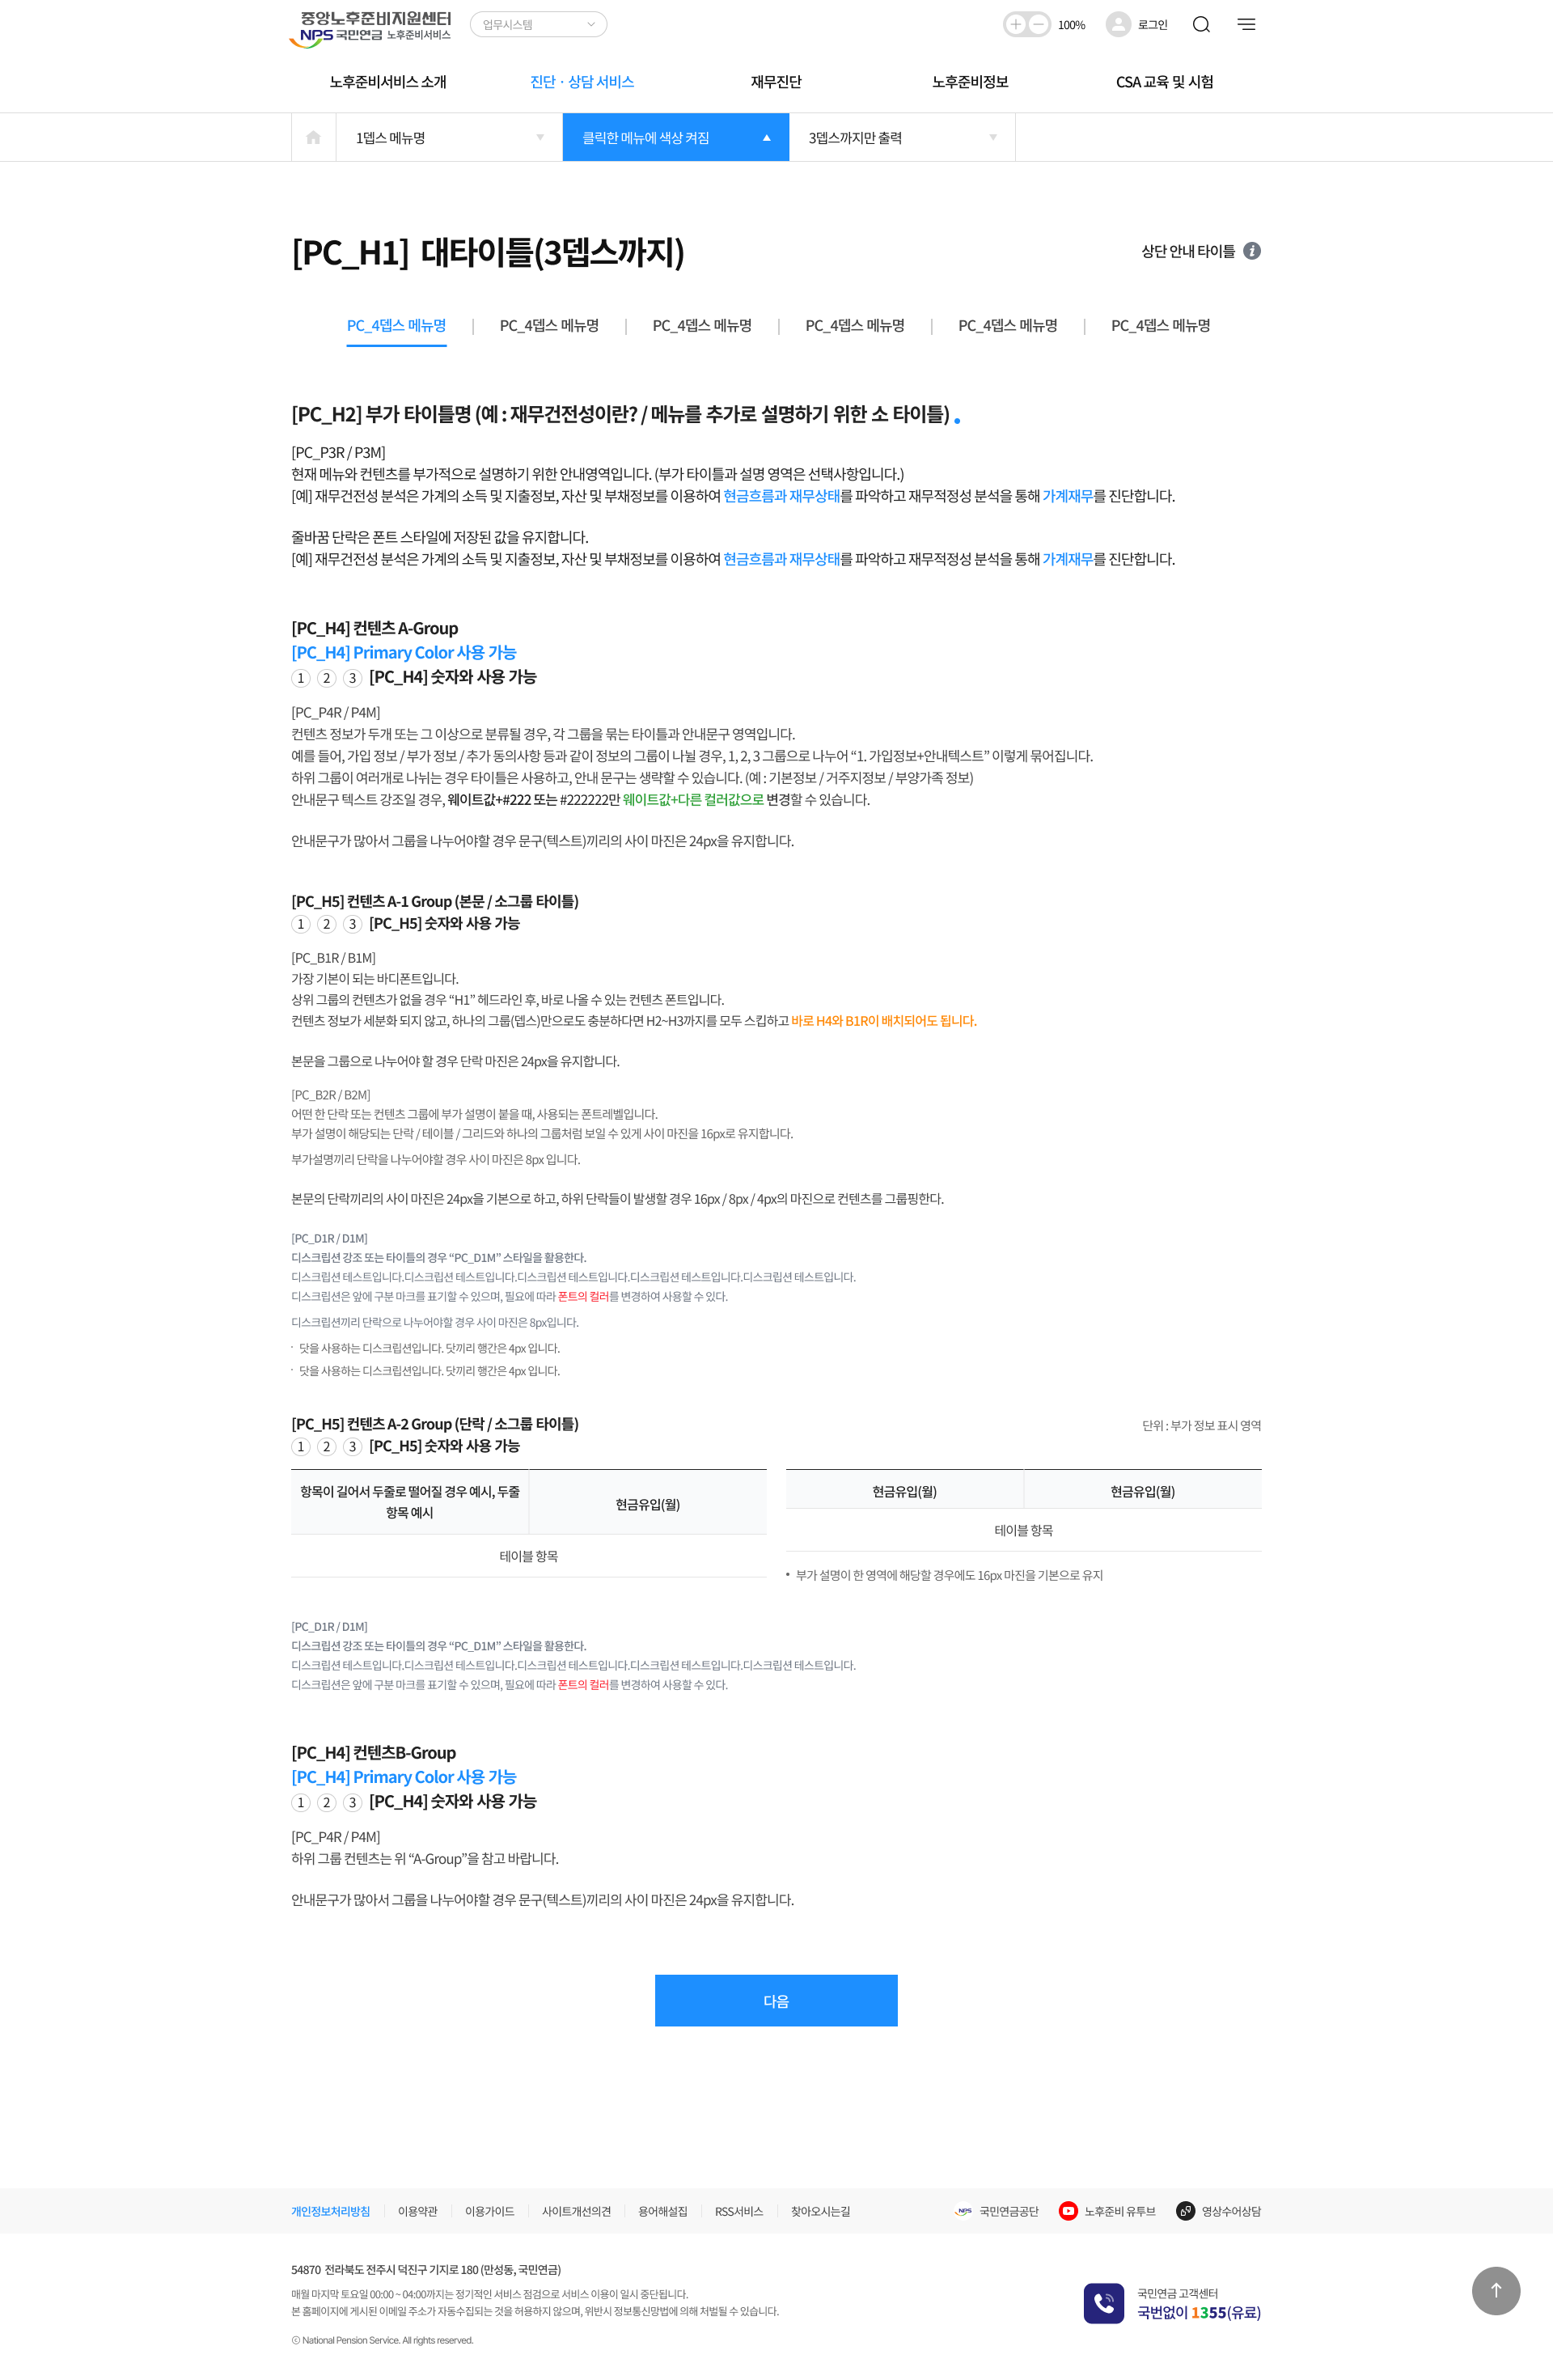 중앙노후준비지원센터
NPS 국민연금 노후준비서비스
업무시스템
100%
로그인
노후준비서비스 소개
진단 · 상담 서비스
재무진단
노후준비정보
CSA 교육 및 시험
1뎁스 메뉴명
클릭한 메뉴에 색상 켜짐
3뎁스까지만 출력
[PC_H1] 대타이틀(3뎁스까지)
상단 안내 타이틀
PC_4뎁스 메뉴명
PC_4뎁스 메뉴명
PC_4뎁스 메뉴명
PC_4뎁스 메뉴명
PC_4뎁스 메뉴명
PC_4뎁스 메뉴명
[PC_H2] 부가 타이틀명 (예 : 재무건전성이란? / 메뉴를 추가로 설명하기 위한 소 타이틀)
[PC_P3R / P3M]
현재 메뉴와 컨텐츠를 부가적으로 설명하기 위한 안내영역입니다. (부가 타이틀과 설명 영역은 선택사항입니다.)
[예] 재무건전성 분석은 가계의 소득 및 지출정보, 자산 및 부채정보를 이용하여 현금흐름과 재무상태를 파악하고 재무적정성 분석을 통해 가계재무를 진단합니다.
줄바꿈 단락은 폰트 스타일에 저장된 값을 유지합니다.
[예] 재무건전성 분석은 가계의 소득 및 지출정보, 자산 및 부채정보를 이용하여 현금흐름과 재무상태를 파악하고 재무적정성 분석을 통해 가계재무를 진단합니다.
[PC_H4] 컨텐츠 A-Group
[PC_H4] Primary Color 사용 가능
1 2 3 [PC_H4] 숫자와 사용 가능
[PC_P4R / P4M]
컨텐츠 정보가 두개 또는 그 이상으로 분류될 경우, 각 그룹을 묶는 타이틀과 안내문구 영역입니다.
예를 들어, 가입 정보 / 부가 정보 / 추가 동의사항 등과 같이 정보의 그룹이 나뉠 경우, 1, 2, 3 그룹으로 나누어 “1. 가입정보+안내텍스트” 이렇게 묶어집니다.
하위 그룹이 여러개로 나뉘는 경우 타이틀은 사용하고, 안내 문구는 생략할 수 있습니다. (예 : 기본정보 / 거주지정보 / 부양가족 정보)
안내문구 텍스트 강조일 경우, 웨이트값+#222 또는 #222222만 웨이트값+다른 컬러값으로 변경할 수 있습니다.
안내문구가 많아서 그룹을 나누어야할 경우 문구(텍스트)끼리의 사이 마진은 24px을 유지합니다.
[PC_H5] 컨텐츠 A-1 Group (본문 / 소그룹 타이틀)
1 2 3 [PC_H5] 숫자와 사용 가능
[PC_B1R / B1M]
가장 기본이 되는 바디폰트입니다.
상위 그룹의 컨텐츠가 없을 경우 “H1” 헤드라인 후, 바로 나올 수 있는 컨텐츠 폰트입니다.
컨텐츠 정보가 세분화 되지 않고, 하나의 그룹(뎁스)만으로도 충분하다면 H2~H3까지를 모두 스킵하고 바로 H4와 B1R이 배치되어도 됩니다.
본문을 그룹으로 나누어야 할 경우 단락 마진은 24px을 유지합니다.
[PC_B2R / B2M]
어떤 한 단락 또는 컨텐츠 그룹에 부가 설명이 붙을 때, 사용되는 폰트레벨입니다.
부가 설명이 해당되는 단락 / 테이블 / 그리드와 하나의 그룹처럼 보일 수 있게 사이 마진을 16px로 유지합니다.
부가설명끼리 단락을 나누어야할 경우 사이 마진은 8px 입니다.
본문의 단락끼리의 사이 마진은 24px을 기본으로 하고, 하위 단락들이 발생할 경우 16px / 8px / 4px의 마진으로 컨텐츠를 그룹핑한다.
[PC_D1R / D1M]
디스크립션 강조 또는 타이틀의 경우 “PC_D1M” 스타일을 활용한다.
디스크립션 테스트입니다.디스크립션 테스트입니다.디스크립션 테스트입니다.디스크립션 테스트입니다.디스크립션 테스트입니다.
디스크립션은 앞에 구분 마크를 표기할 수 있으며, 필요에 따라 폰트의 컬러를 변경하여 사용할 수 있다.
디스크립션끼리 단락으로 나누어야할 경우 사이 마진은 8px입니다.
· 닷을 사용하는 디스크립션입니다. 닷끼리 행간은 4px 입니다.
· 닷을 사용하는 디스크립션입니다. 닷끼리 행간은 4px 입니다.
[PC_H5] 컨텐츠 A-2 Group (단락 / 소그룹 타이틀)
단위 : 부가 정보 표시 영역
1 2 3 [PC_H5] 숫자와 사용 가능
항목이 길어서 두줄로 떨어질 경우 예시, 두줄
항목 예시
현금유입(월)
테이블 항목
현금유입(월)
현금유입(월)
테이블 항목
• 부가 설명이 한 영역에 해당할 경우에도 16px 마진을 기본으로 유지
[PC_D1R / D1M]
디스크립션 강조 또는 타이틀의 경우 “PC_D1M” 스타일을 활용한다.
디스크립션 테스트입니다.디스크립션 테스트입니다.디스크립션 테스트입니다.디스크립션 테스트입니다.디스크립션 테스트입니다.
디스크립션은 앞에 구분 마크를 표기할 수 있으며, 필요에 따라 폰트의 컬러를 변경하여 사용할 수 있다.
[PC_H4] 컨텐츠B-Group
[PC_H4] Primary Color 사용 가능
1 2 3 [PC_H4] 숫자와 사용 가능
[PC_P4R / P4M]
하위 그룹 컨텐츠는 위 “A-Group”을 참고 바랍니다.
안내문구가 많아서 그룹을 나누어야할 경우 문구(텍스트)끼리의 사이 마진은 24px을 유지합니다.
다음
개인정보처리방침
이용약관
이용가이드
사이트개선의견
용어해설집
RSS서비스
찾아오시는길
NPS 국민연금공단
노후준비 유투브
영상수어상담
54870 전라북도 전주시 덕진구 기지로 180 (만성동, 국민연금)
매월 마지막 토요일 00:00 ~ 04:00까지는 정기적인 서비스 점검으로 서비스 이용이 일시 중단됩니다.
본 홈페이지에 게시된 이메일 주소가 자동수집되는 것을 허용하지 않으며, 위반시 정보통신망법에 의해 처벌될 수 있습니다.
ⓒ National Pension Service. All rights reserved.
국민연금 고객센터
국번없이 1355(유료)